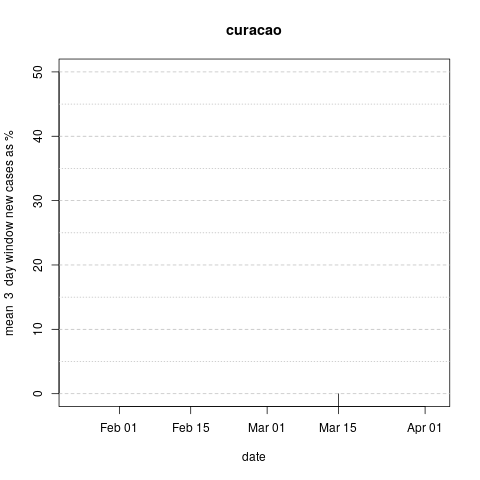 curacao
mean  3  day window new cases as %
50
40
30
20
10
0
Feb 01
Feb 15
Mar 01
Mar 15
Apr 01
date